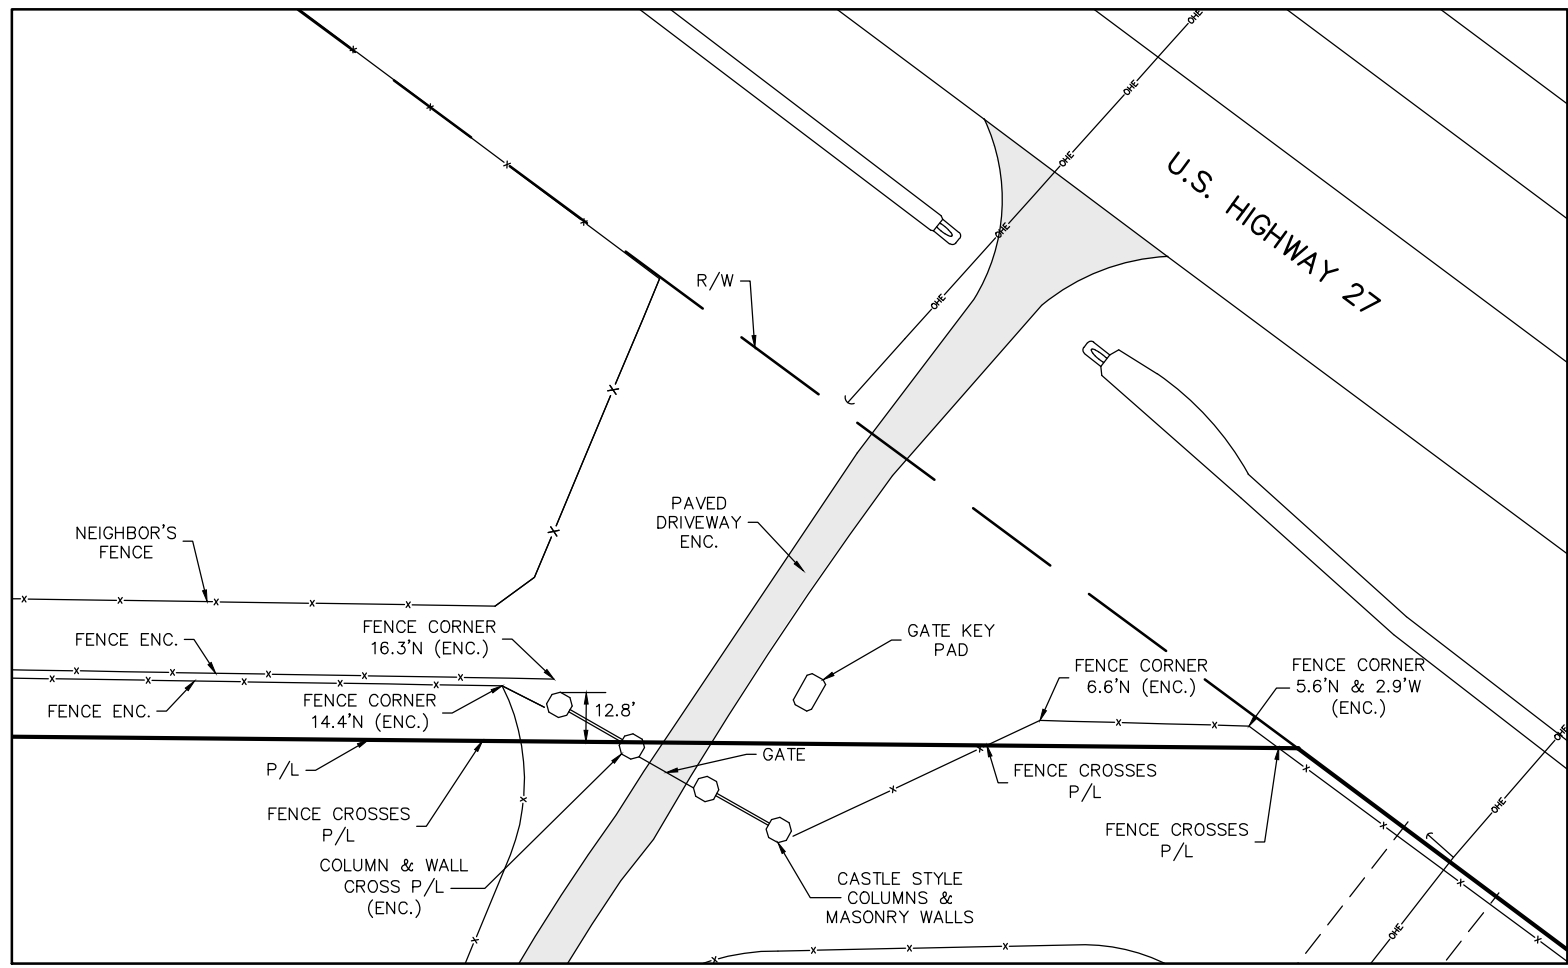 U.S. HIGHWAY 27
R/W
PAVED
DRIVEWAY
ENC.
NEIGHBOR'S
FENCE
FENCE ENC.
FENCE CORNER
16.3'N (ENC.)
FENCE ENC.
FENCE CORNER
14.4'N (ENC.)
12.8'
GATE KEY
PAD
FENCE CORNER
6.6'N (ENC.)
FENCE CORNER
5.6'N & 2.9'W
(ENC.)
P/L
GATE
FENCE CROSSES
P/L
FENCE CROSSES
P/L
FENCE CROSSES
P/L
COLUMN & WALL
CROSS P/L
(ENC.)
CASTLE STYLE
COLUMNS &
MASONRY WALLS
OHE
OHE
OHE
OHE
OHE
OHE
OHE
OHE